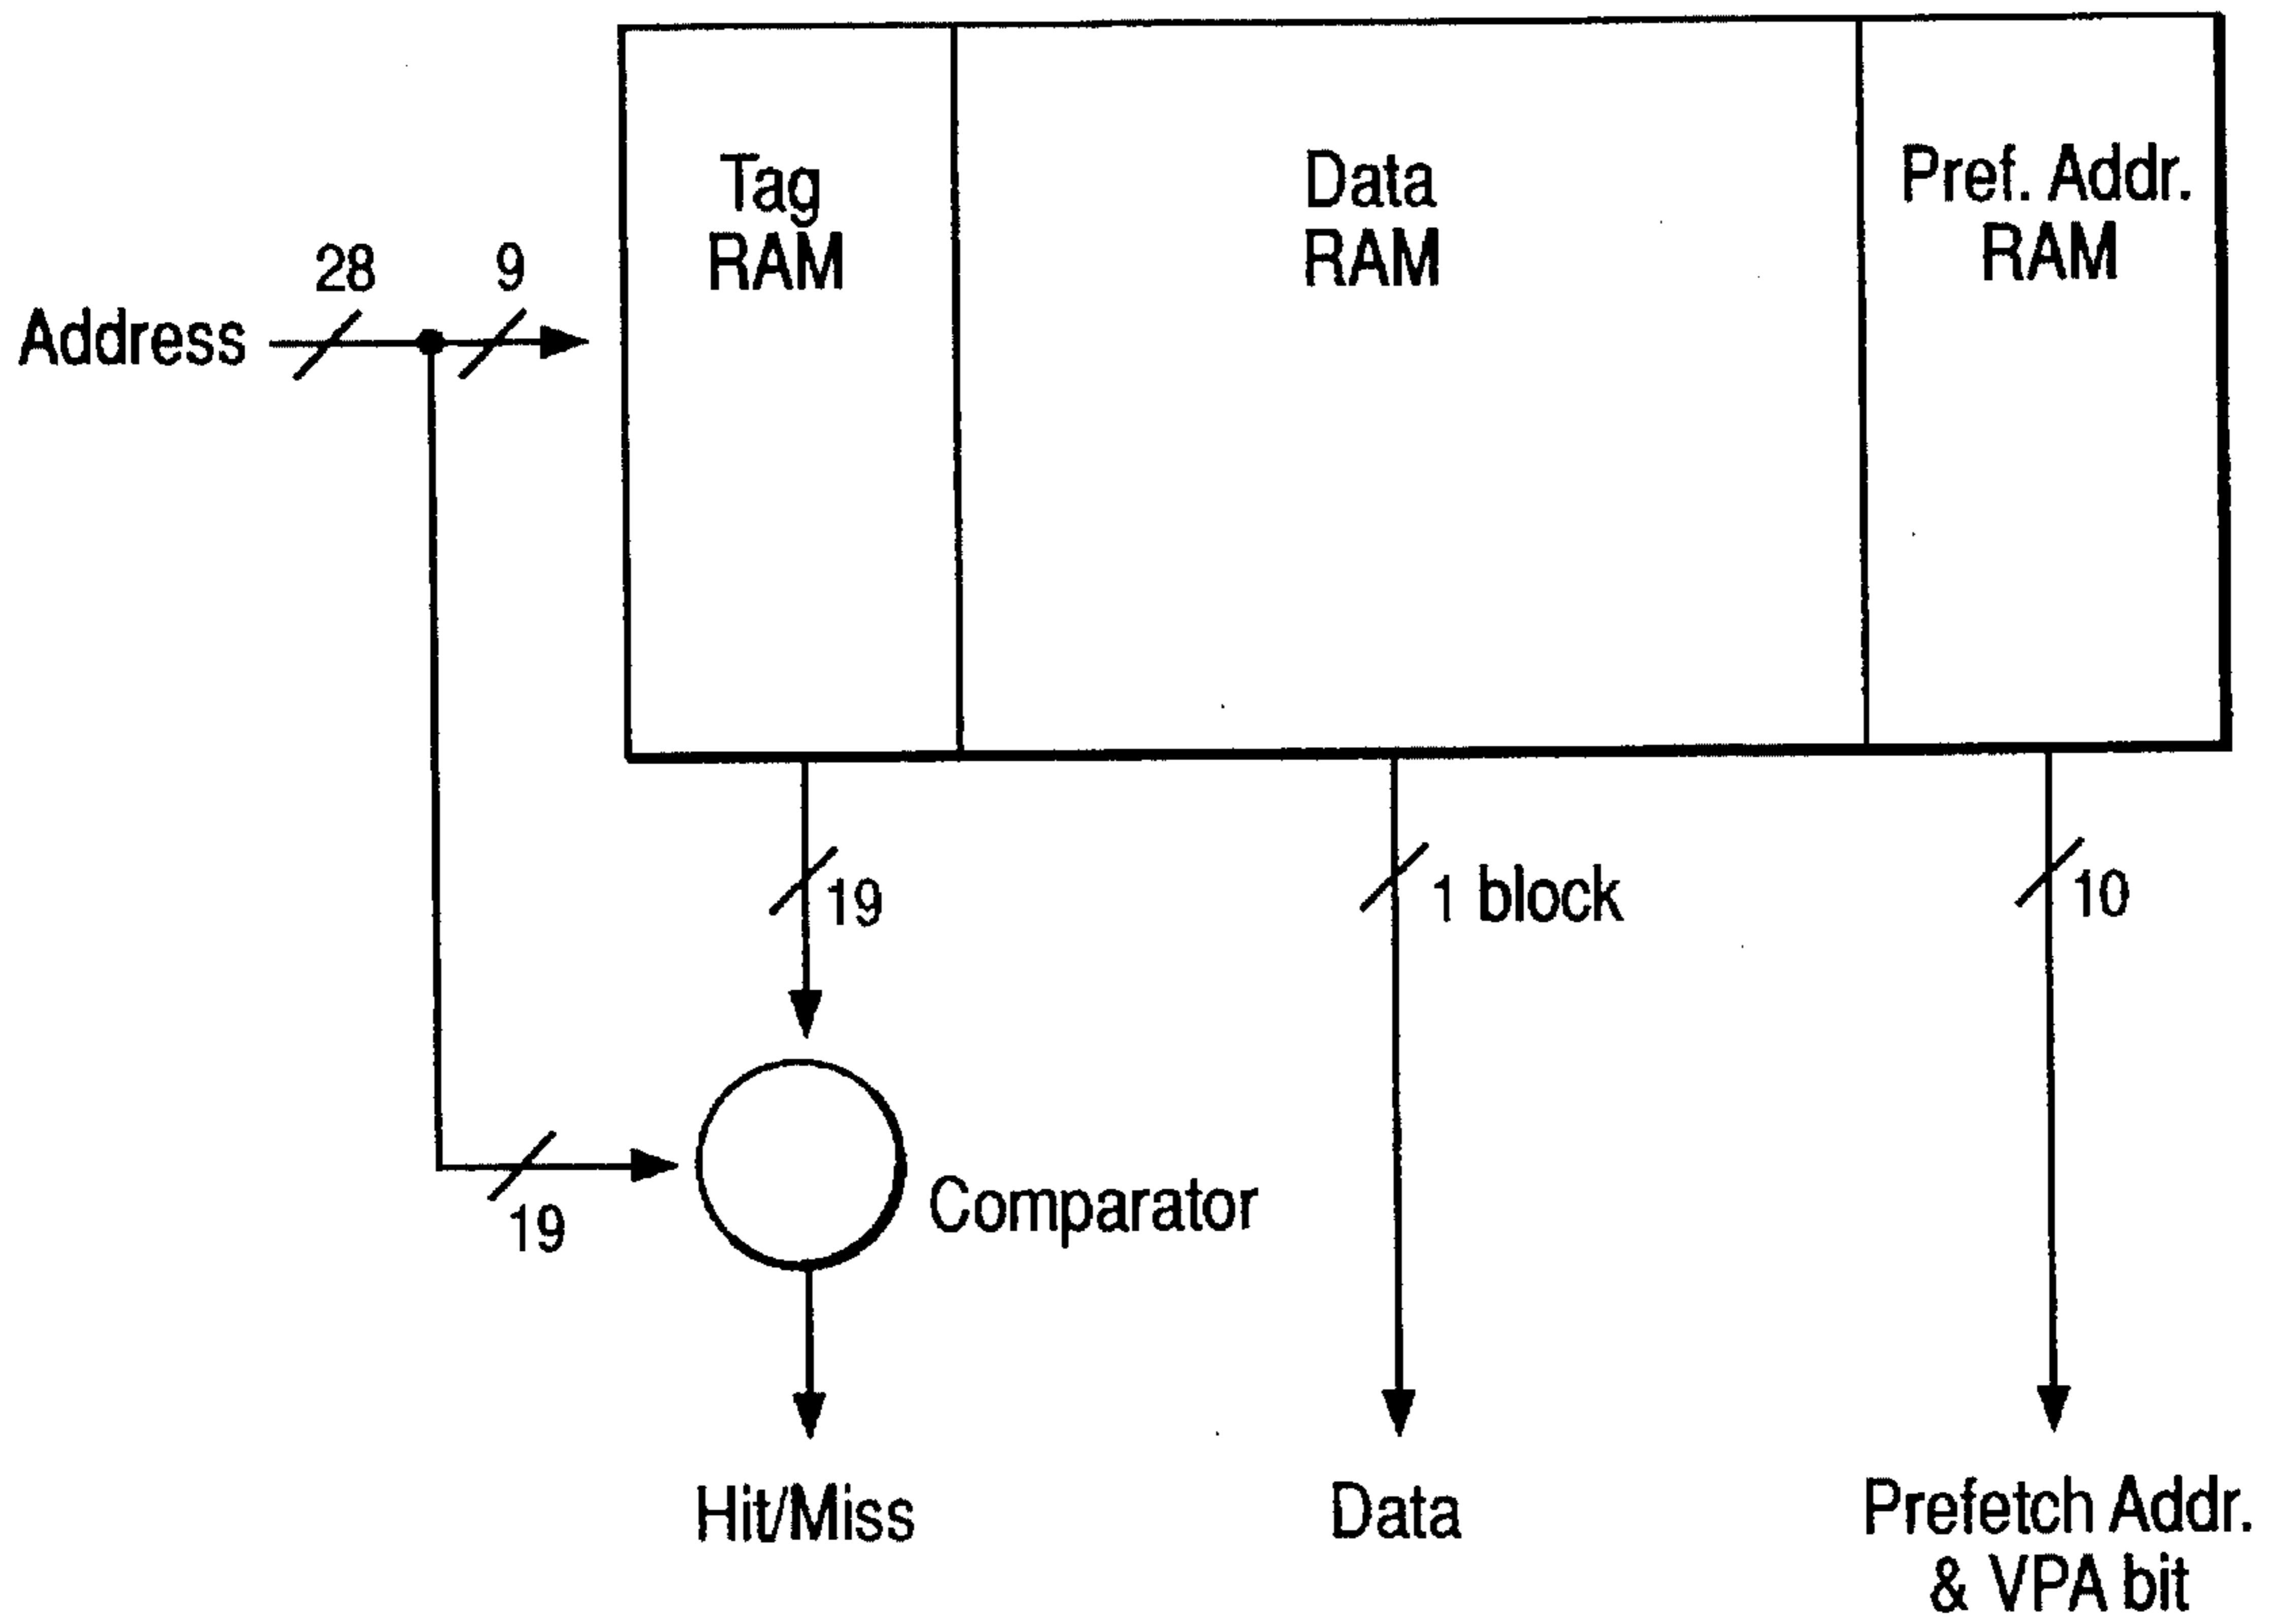 Tag
RAM
Data
RAM
Pref. Addr.
RAM
28
9
Address
19
1 block
10
19
Comparator
Hit/Miss
Data
Prefetch Addr.
& VPA bit